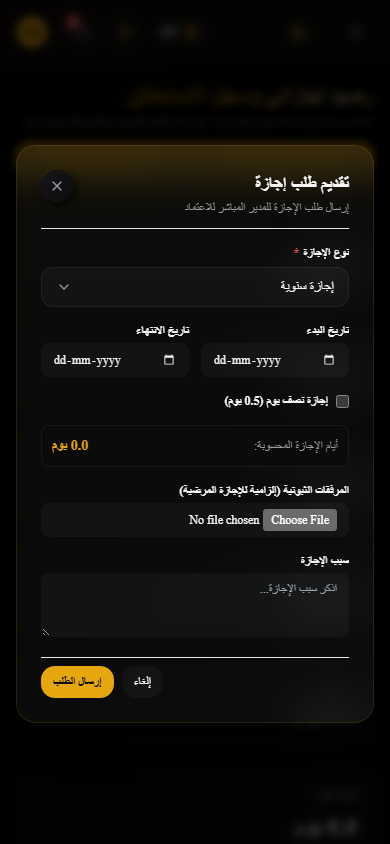 تقديم طلب إجازة
إرسال طلب الإجازة للمدير المباشر للاعتماد
نوع الإجازة *
إجازة سنوية
تاريخ البدء تاريخ الانتهاء
dd-mm-yyyy dd-mm-yyyy
إجازة نصف يوم (0.5 يوم)
أيام الإجازة المحسوبة: 0.0 يوم
المرفقات الثبوتية (إلزامية للإجازة المرضية)
Choose File No file chosen
سبب الإجازة
اذكر سبب الإجازة...
إلغاء إرسال الطلب